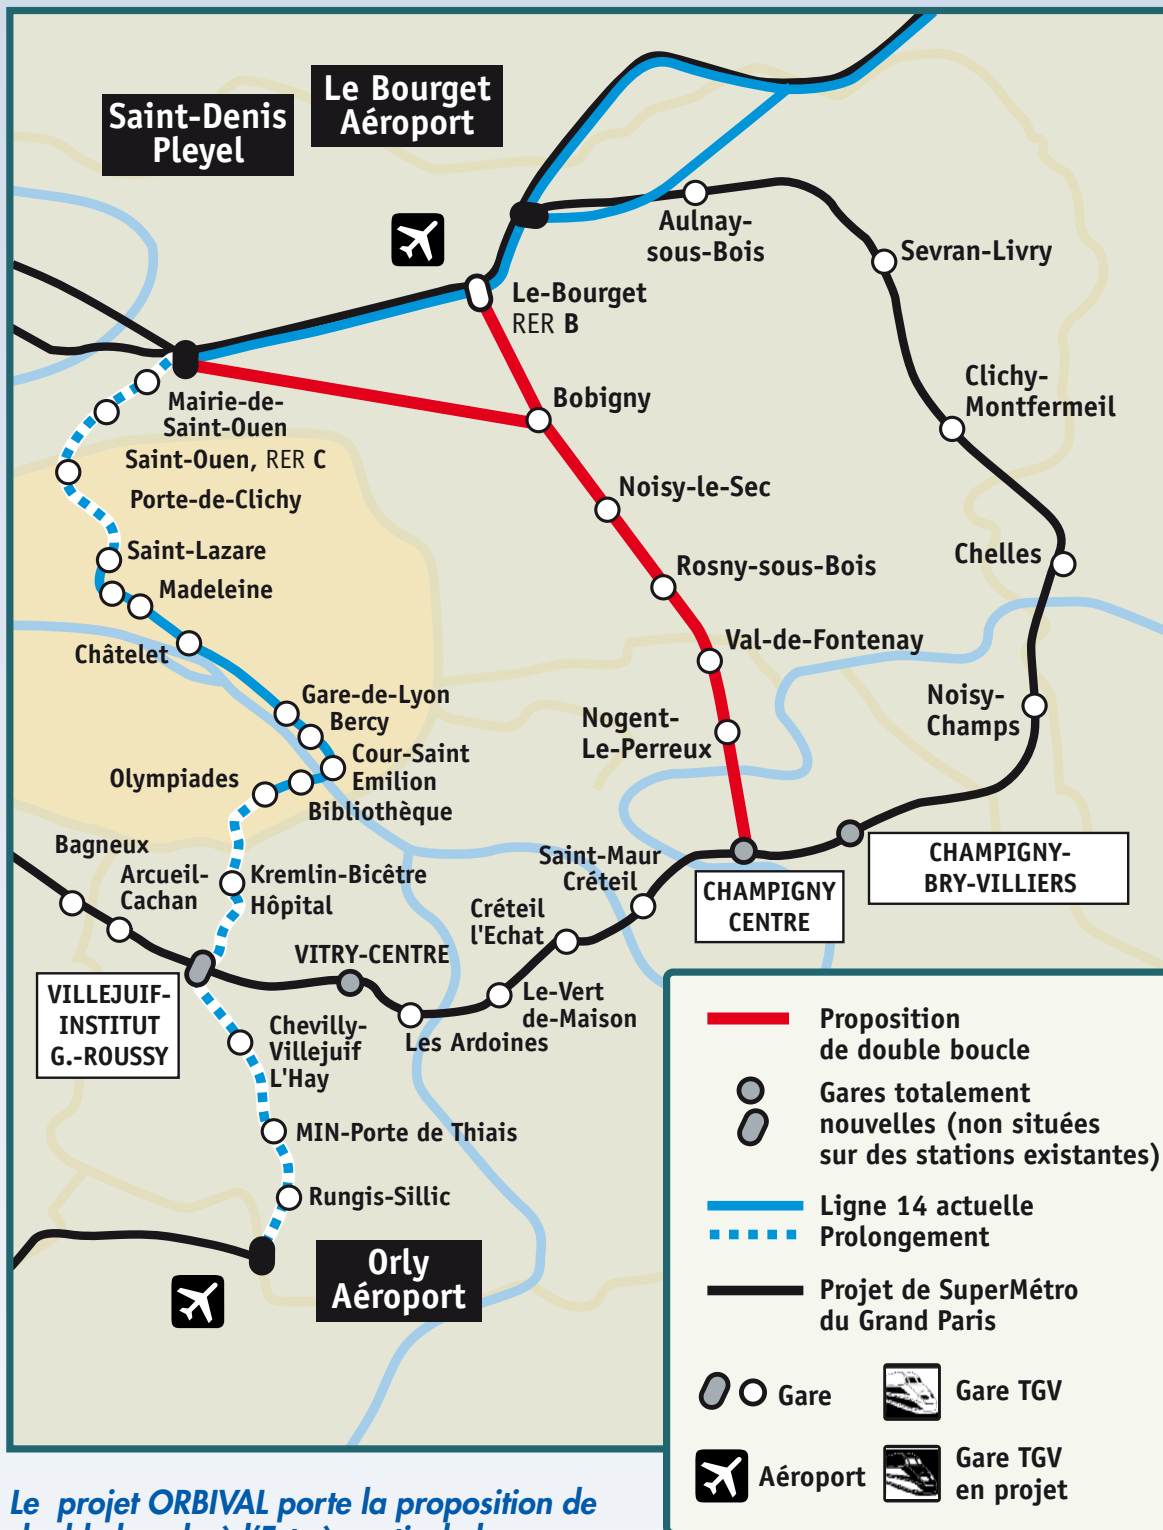 Le Bourget
Aéroport
Saint-Denis
Pleyel
Aulnay-
sous-Bois
Sevran-Livry
Le-Bourget
RER B
Clichy-
Montfermeil
Bobigny
Mairie-de-
Saint-Ouen
Saint-Ouen, RER C
Porte-de-Clichy
Noisy-le-Sec
Saint-Lazare
Chelles
Rosny-sous-Bois
Madeleine
Châtelet
Val-de-Fontenay
Gare-de-Lyon
Bercy
Noisy-
Champs
Nogent-
Le-Perreux
Cour-Saint
Emilion
Olympiades
Bibliothèque
Bagneux
Arcueil-
Cachan
Kremlin-Bicêtre
Hôpital
Saint-Maur
Créteil
CHAMPIGNY-
BRY-VILLIERS
CHAMPIGNY
CENTRE
Créteil
l'Echat
VITRY-CENTRE
VILLEJUIF-
INSTITUT
G.-ROUSSY
Le-Vert
de-Maison
Les Ardoines
Chevilly-
Villejuif
L'Hay
MIN-Porte de Thiais
Rungis-Sillic
Orly
Aéroport
Proposition
de double boucle
Gares totalement
nouvelles (non situées
sur des stations existantes)
Ligne 14 actuelle
Prolongement
Projet de SuperMétro
du Grand Paris
Gare
Gare TGV
Aéroport
Gare TGV
en projet
Le projet ORBIVAL porte la proposition de